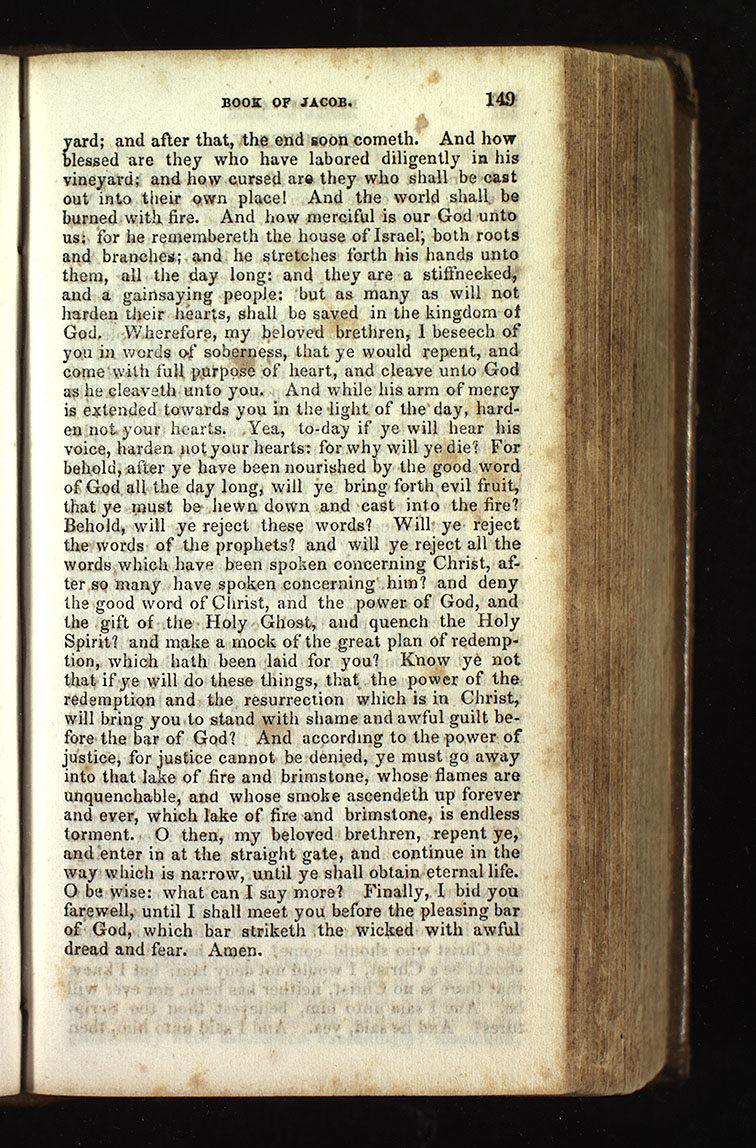 BOOK OF JACOB. 149
yard; and after that, the end soon cometh. And how
blessed are they who have labored diligently in his
vineyard; and how cursed are they who shall be cast
out into their own place! And the world shall be
burned with fire. And how merciful is our God unto
us; for he remembereth the house of Israel, both roots
and branches; and he stretches forth his hands unto
them, all the day long: and they are a stiffnecked,
and a gainsaying people: but as many as will not
harden their hearts, shall be saved in the kingdom of
God. Wherefore, my beloved brethren, I beseech of
you in words of soberness, that ye would repent, and
come with full purpose of heart, and cleave unto God
as he cleaveth unto you. And while his arm of mercy
is extended towards you in the light of the day, hard-
en not your hearts. Yea, to-day if ye will hear his
voice, harden not your hearts: for why will ye die? For
behold, after ye have been nourished by the good word
of God all the day long, will ye bring forth evil fruit,
that ye must be hewn down and cast into the fire?
Behold, will ye reject these words? Will ye reject
the words of the prophets? and will ye reject all the
words which have been spoken concerning Christ, af-
ter so many have spoken concerning him? and deny
the good word of Christ, and the power of God, and
the gift of the Holy Ghost, and quench the Holy
Spirit? and make a mock of the great plan of redemp-
tion, which hath been laid for you? Know ye not
that if ye will do these things, that the power of the
redemption and the resurrection which is in Christ,
will bring you to stand with shame and awful guilt be-
fore the bar of God? And according to the power of
justice, for justice cannot be denied, ye must go away
into that lake of fire and brimstone, whose flames are
unquenchable, and whose smoke ascendeth up forever
and ever, which lake of fire and brimstone, is endless
torment. O then, my beloved brethren, repent ye,
and enter in at the straight gate, and continue in the
way which is narrow, until ye shall obtain eternal life.
O be wise: what can I say more? Finally, I bid you
farewell, until I shall meet you before the pleasing bar
of God, which bar striketh the wicked with awful
dread and fear. Amen.